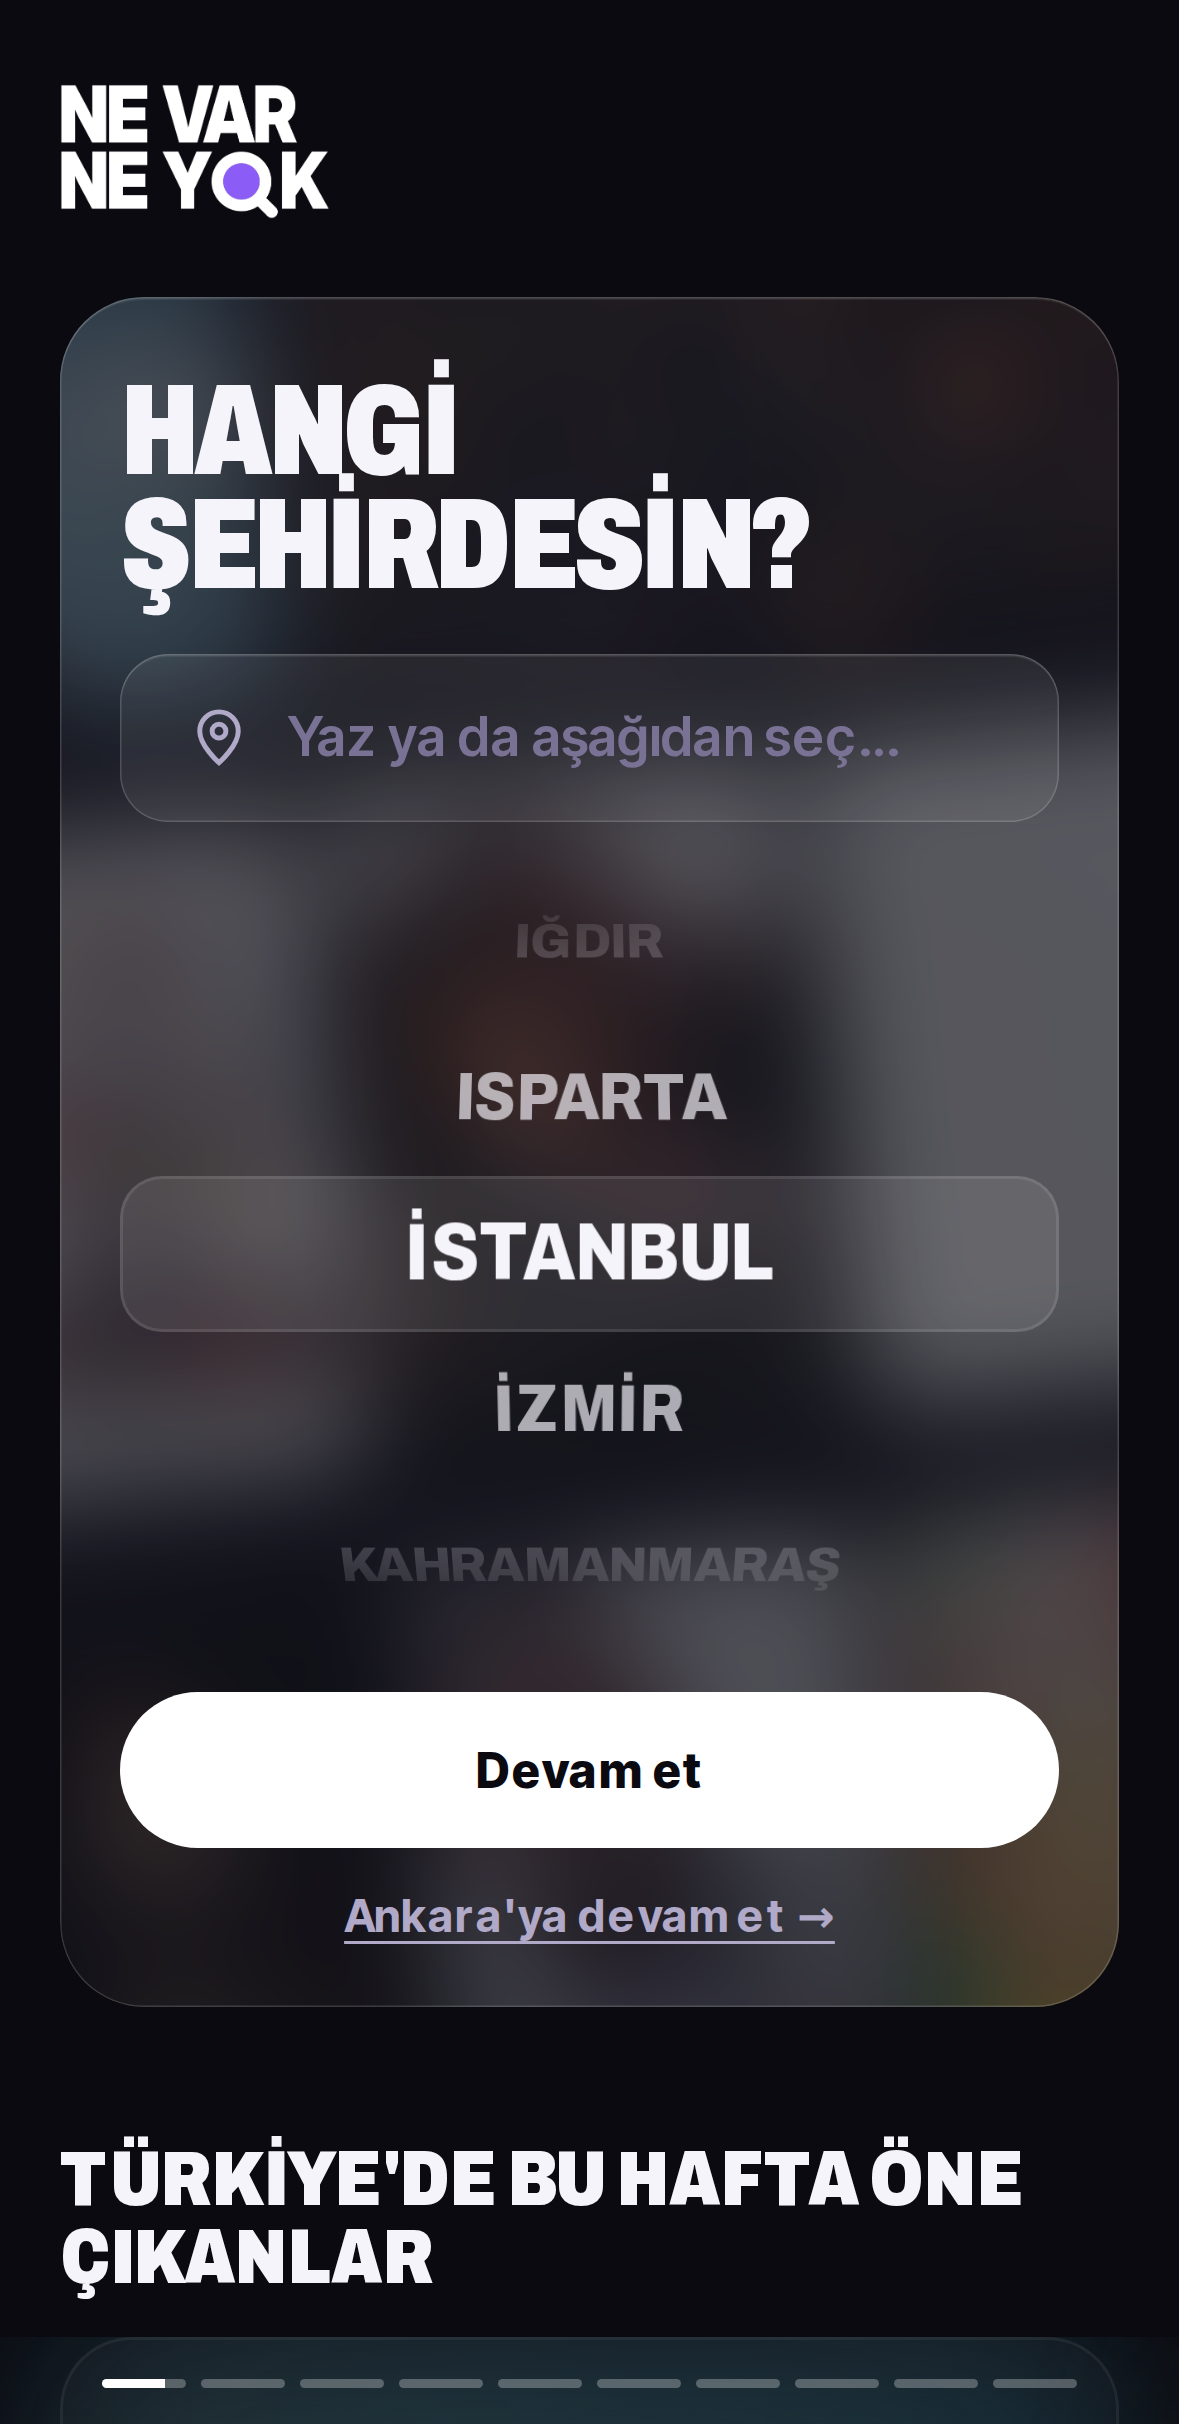 NE VAR
NE YOK
HANGİ
ŞEHİRDESİN?
Yaz ya da aşağıdan seç...
IĞDIR
ISPARTA
İSTANBUL
İZMİR
KAHRAMANMARAŞ
Devam et
Ankara'ya devam et →
TÜRKİYE'DE BU HAFTA ÖNE
ÇIKANLAR